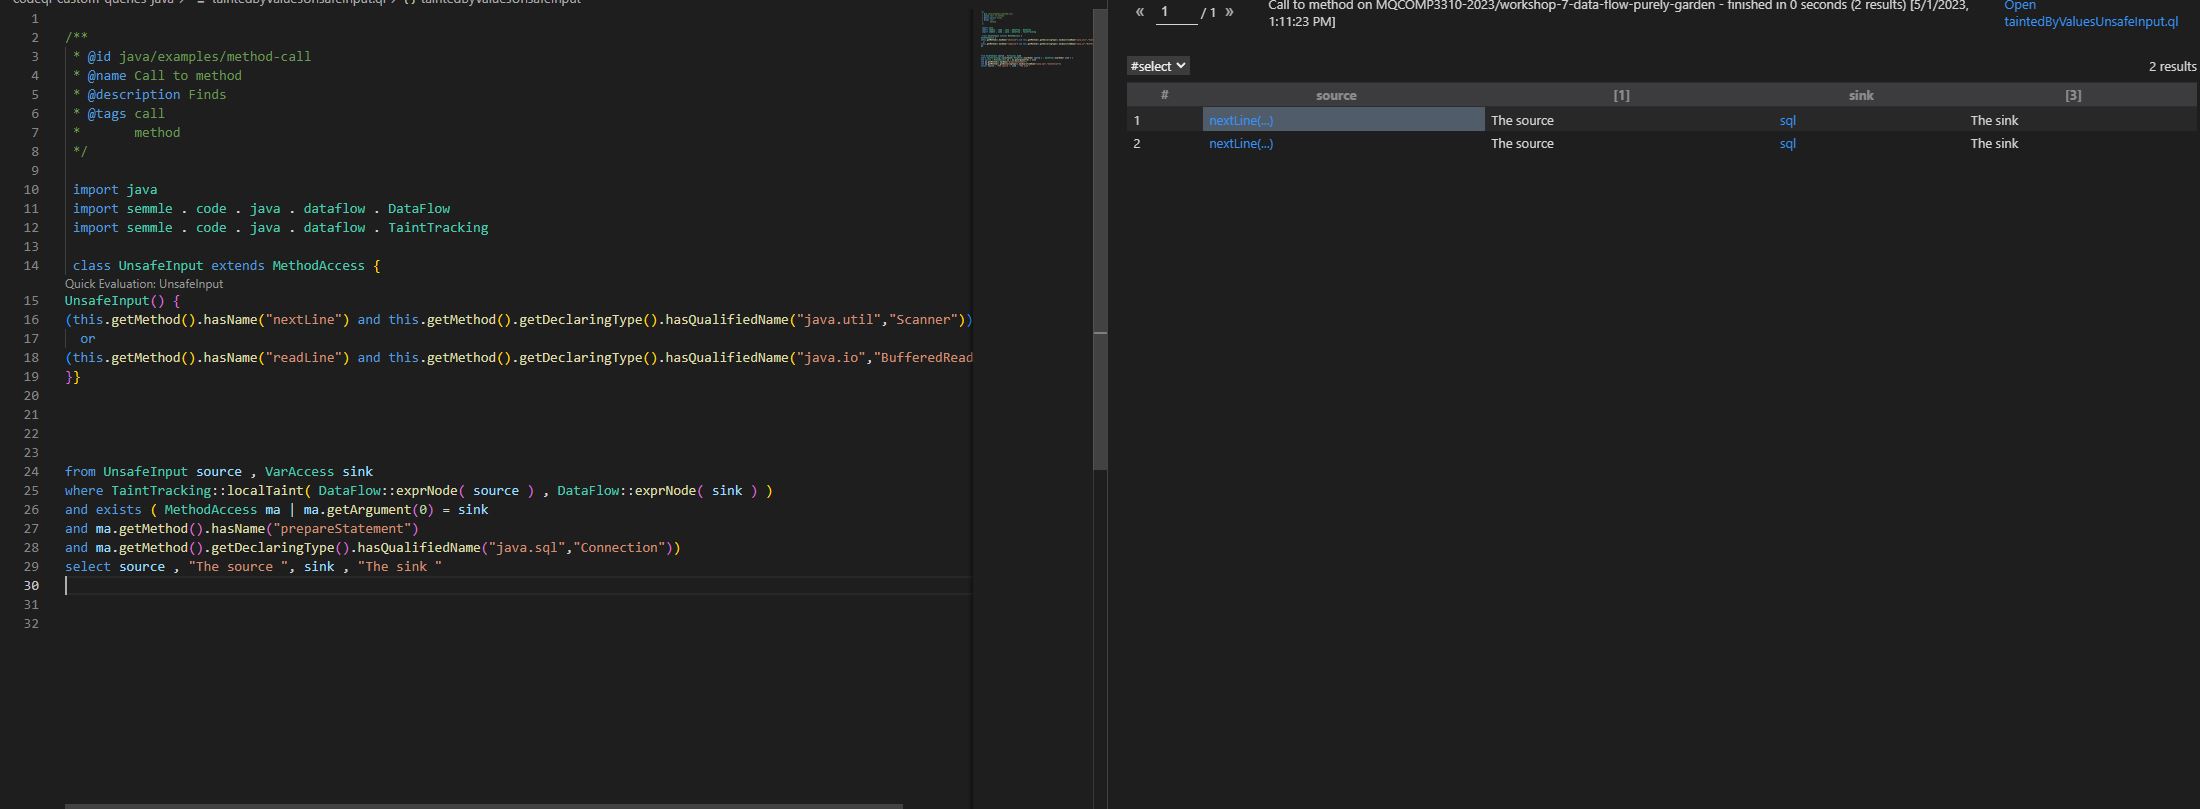 codeql-custom-queries-java > taintedByValuesUnsafeInput.ql > {} taintedByValuesUnsafeInput
1
2 /**
3 * @id java/examples/method-call
4 * @name Call to method
5 * @description Finds
6 * @tags call
7 * method
8 */
9
10 import java
11 import semmle . code . java . dataflow . DataFlow
12 import semmle . code . java . dataflow . TaintTracking
13
14 class UnsafeInput extends MethodAccess {
Quick Evaluation: UnsafeInput
15 UnsafeInput() {
16 (this.getMethod().hasName("nextLine") and this.getMethod().getDeclaringType().hasQualifiedName("java.util","Scanner"))
17 or
18 (this.getMethod().hasName("readLine") and this.getMethod().getDeclaringType().hasQualifiedName("java.io","BufferedRead
19 }}
20
21
22
23
24 from UnsafeInput source , VarAccess sink
25 where TaintTracking::localTaint( DataFlow::exprNode( source ) , DataFlow::exprNode( sink ) )
26 and exists ( MethodAccess ma | ma.getArgument(0) = sink
27 and ma.getMethod().hasName("prepareStatement")
28 and ma.getMethod().getDeclaringType().hasQualifiedName("java.sql","Connection"))
29 select source , "The source ", sink , "The sink "
30
31
32
« 1 / 1 »
Call to method on MQCOMP3310-2023/workshop-7-data-flow-purely-garden - finished in 0 seconds (2 results) [5/1/2023,
1:11:23 PM]
Open
taintedByValuesUnsafeInput.ql
#select
2 results
# source [1] sink [3]
1 nextLine(...) The source sql The sink
2 nextLine(...) The source sql The sink